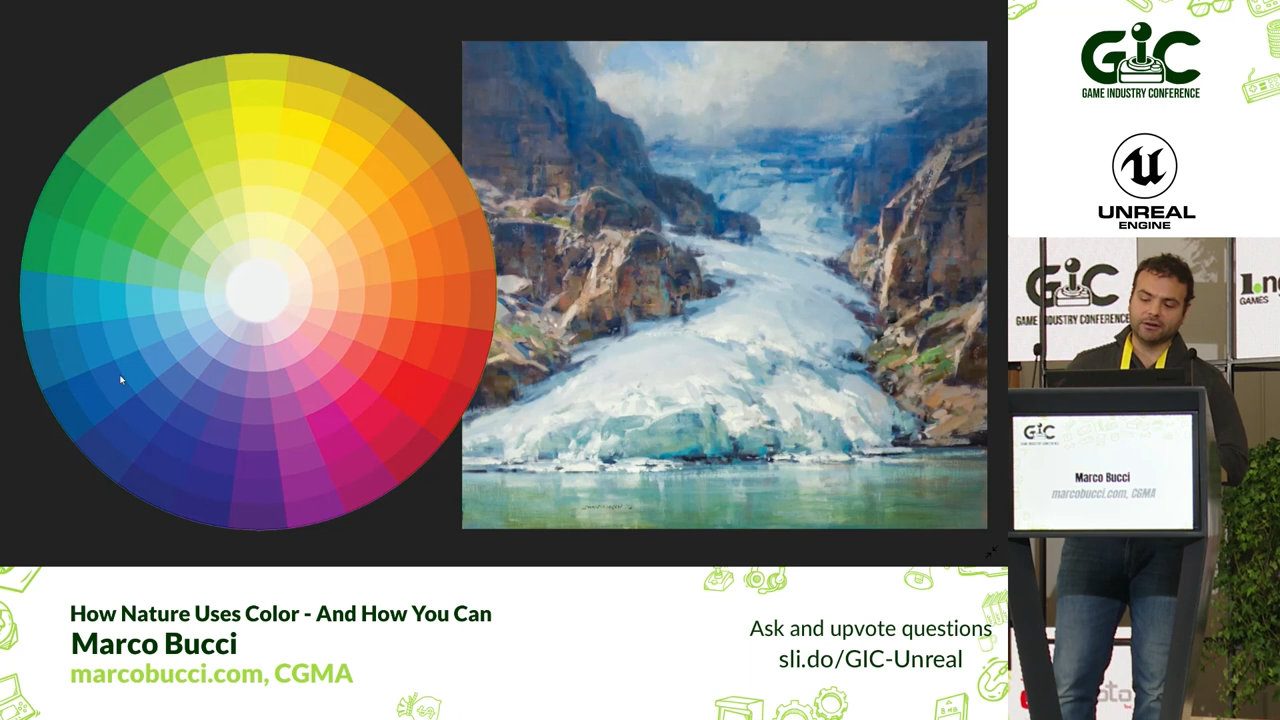 How Nature Uses Color - And How You Can
Marco Bucci
marcobucci.com, CGMA
Ask and upvote questions
sli.do/GIC-Unreal
GIC
GAME INDUSTRY CONFERENCE
UNREAL
ENGINE
GIC
GAME INDUSTRY CONFERENCE
GAMES
GIC
Marco Bucci
marcobucci.com, CGMA